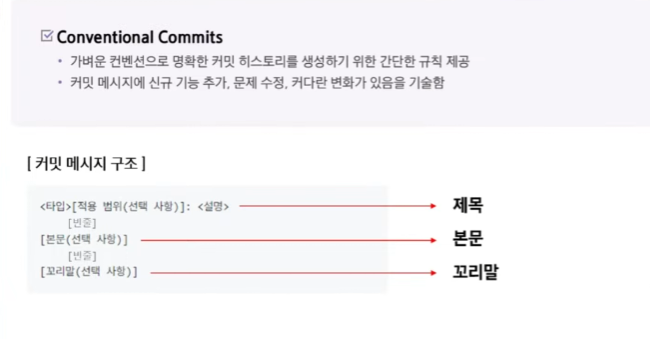 Conventional Commits
• 가벼운 컨벤션으로 명확한 커밋 히스토리를 생성하기 위한 간단한 규칙 제공
• 커밋 메시지에 신규 기능 추가, 문제 수정, 커다란 변화가 있음을 기술함
[ 커밋 메시지 구조 ]
<타입>[적용 범위(선택 사항)]: <설명> 제목
[빈줄]
[본문(선택 사항)] 본문
[빈줄]
[꼬리말(선택 사항)] 꼬리말